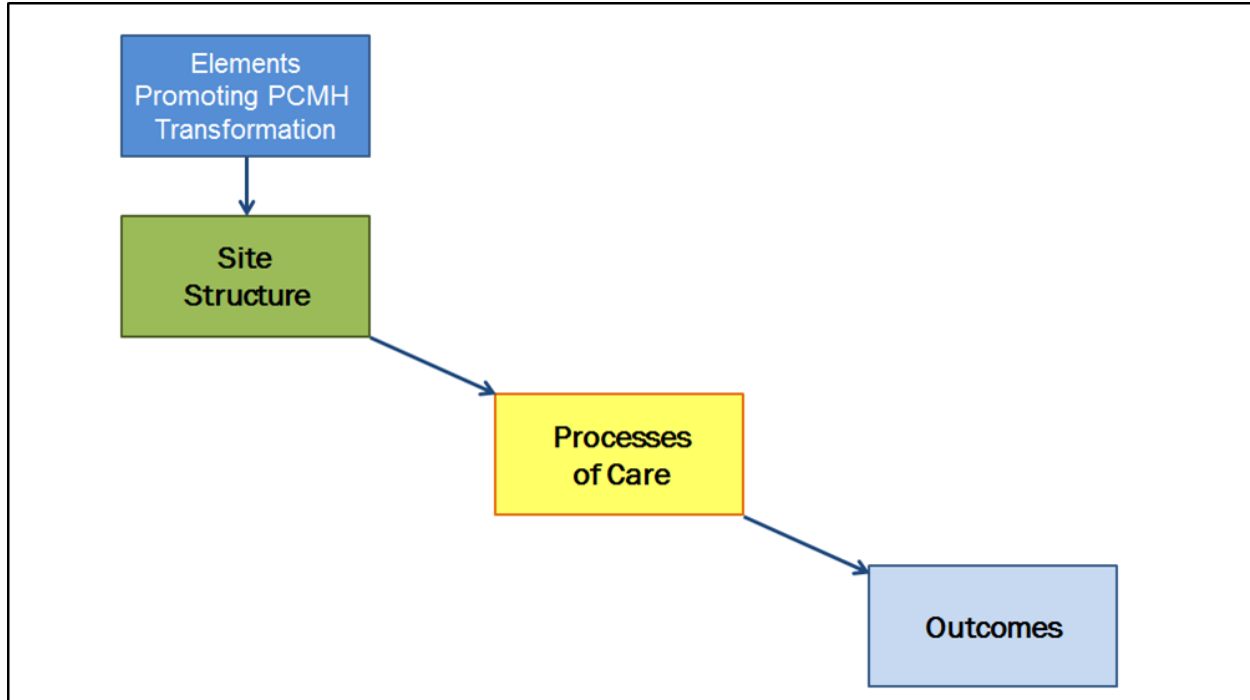 Elements
Promoting PCMH
Transformation
Site
Structure
Processes
of Care
Outcomes